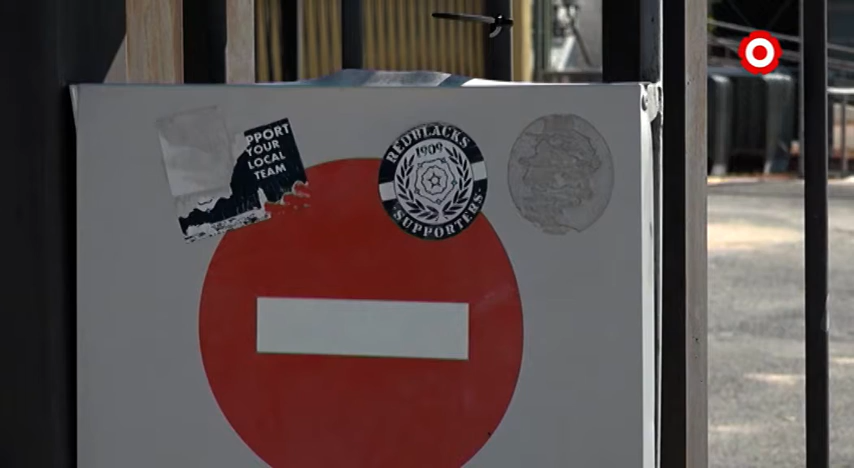 PPORT
YOUR
LOCAL
TEAM
REDBLACKS
1909
SUPPORTERS